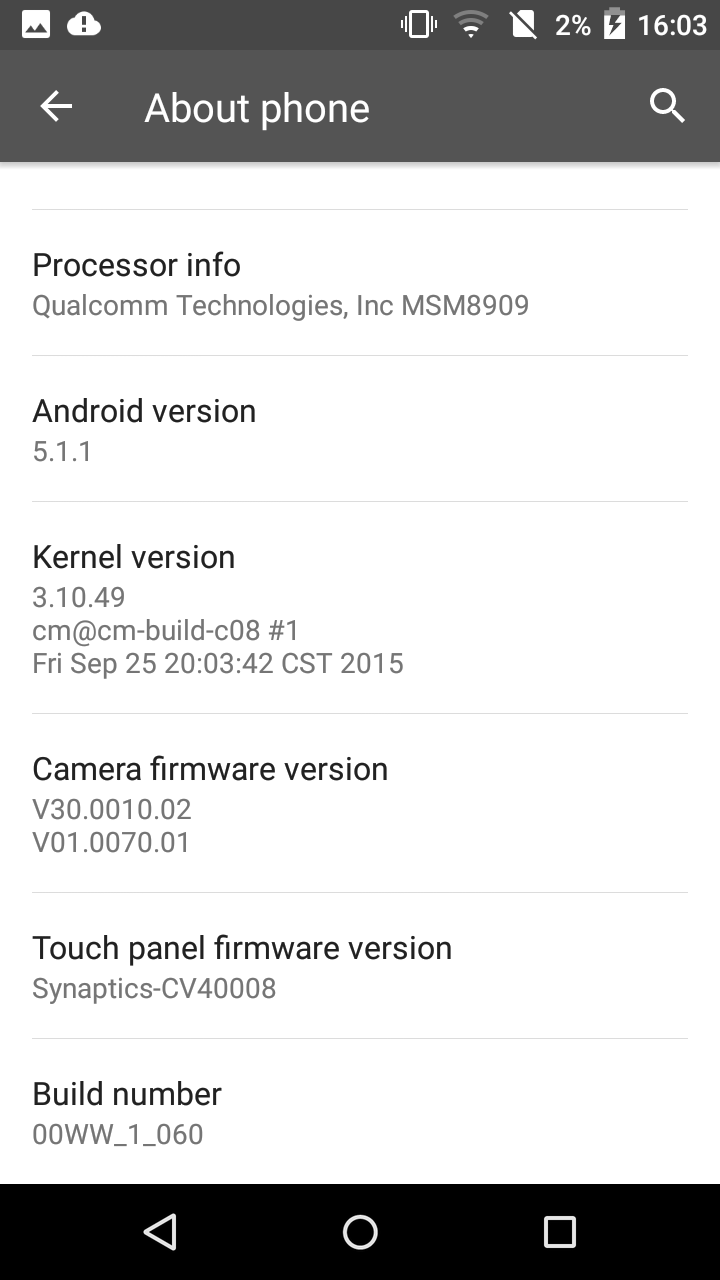 2% 16:03
About phone
Processor info
Qualcomm Technologies, Inc MSM8909
Android version
5.1.1
Kernel version
3.10.49
cm@cm-build-c08 #1
Fri Sep 25 20:03:42 CST 2015
Camera firmware version
V30.0010.02
V01.0070.01
Touch panel firmware version
Synaptics-CV40008
Build number
00WW_1_060